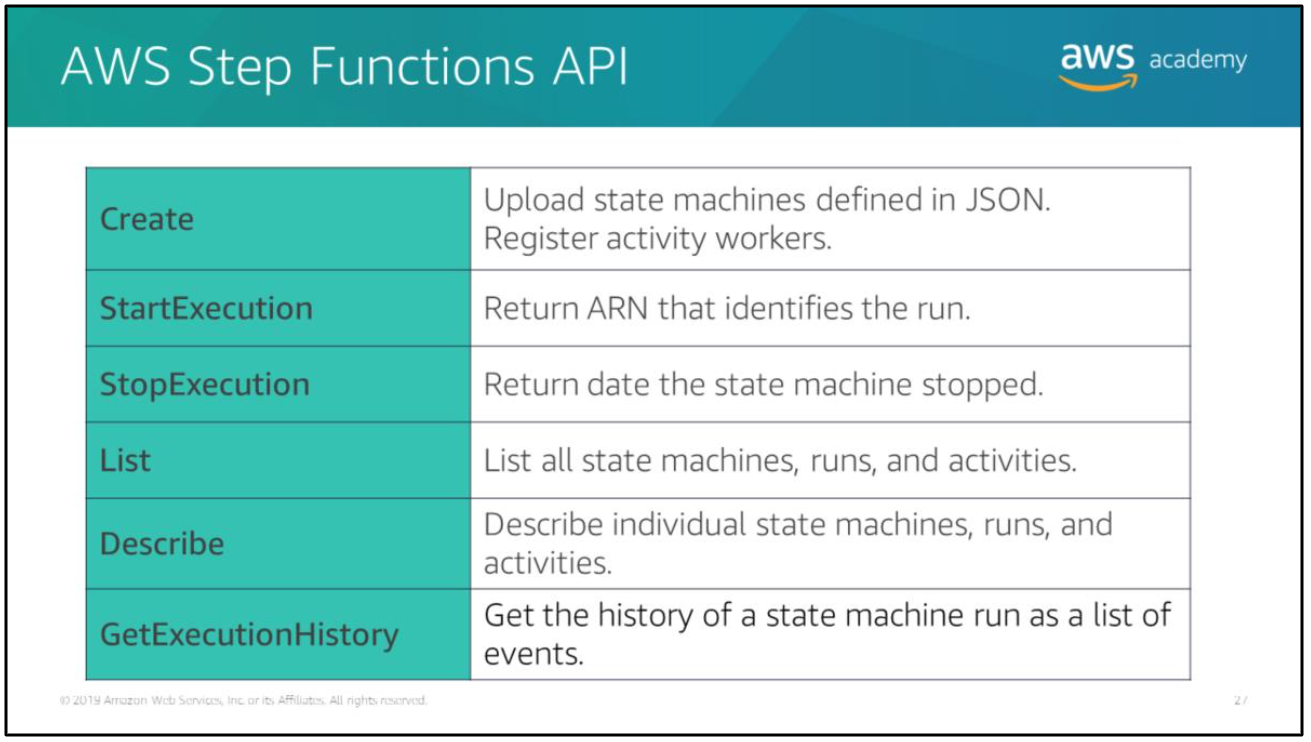 AWS Step Functions API
aws academy
Create
Upload state machines defined in JSON.
Register activity workers.
StartExecution
Return ARN that identifies the run.
StopExecution
Return date the state machine stopped.
List
List all state machines, runs, and activities.
Describe
Describe individual state machines, runs, and
activities.
GetExecutionHistory
Get the history of a state machine run as a list of
events.
© 2019 Amazon Web Services, Inc. or its Affiliates. All rights reserved.
27